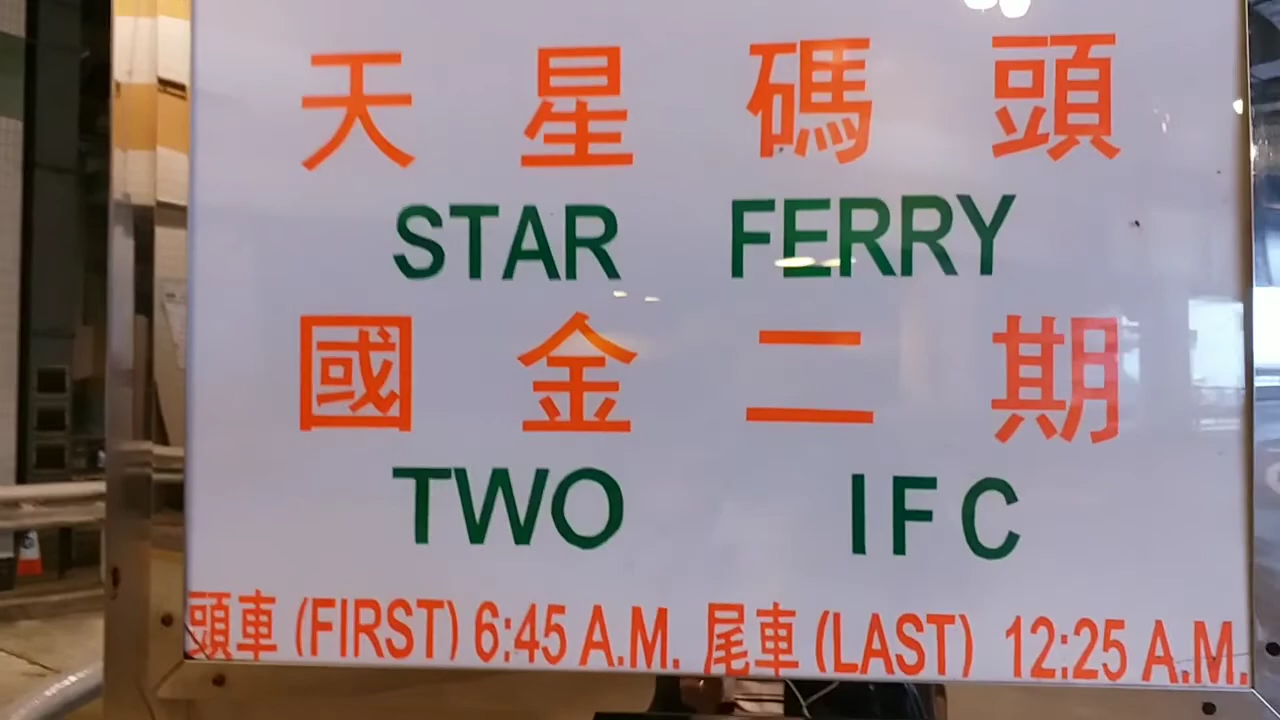 天星碼頭
STAR FERRY
國金二期
TWO IFC
頭車 (FIRST) 6:45 A.M. 尾車 (LAST) 12:25 A.M.